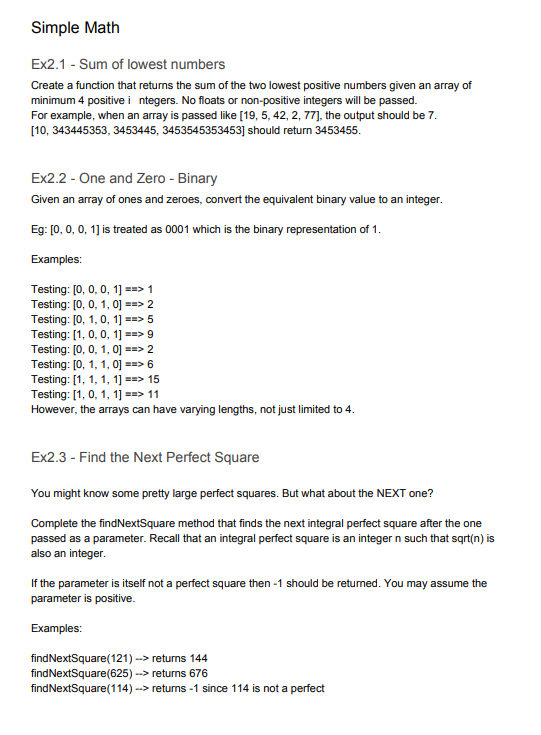 Simple Math
Ex2.1 - Sum of lowest numbers
Create a function that returns the sum of the two lowest positive numbers given an array of
minimum 4 positive i ntegers. No floats or non-positive integers will be passed.
For example, when an array is passed like [19, 5, 42, 2, 77], the output should be 7.
[10, 343445353, 3453445, 3453545353453] should return 3453455.
Ex2.2 - One and Zero - Binary
Given an array of ones and zeroes, convert the equivalent binary value to an integer.
Eg: [0, 0, 0, 1] is treated as 0001 which is the binary representation of 1.
Examples:
Testing: [0, 0, 0, 1] ==> 1
Testing: [0, 0, 1, 0] ==> 2
Testing: [0, 1, 0, 1] ==> 5
Testing: [1, 0, 0, 1] ==> 9
Testing: [0, 0, 1, 0] ==> 2
Testing: [0, 1, 1, 0] ==> 6
Testing: [1, 1, 1, 1] ==> 15
Testing: [1, 0, 1, 1] ==> 11
However, the arrays can have varying lengths, not just limited to 4.
Ex2.3 - Find the Next Perfect Square
You might know some pretty large perfect squares. But what about the NEXT one?
Complete the findNextSquare method that finds the next integral perfect square after the one
passed as a parameter. Recall that an integral perfect square is an integer n such that sqrt(n) is
also an integer.
If the parameter is itself not a perfect square then -1 should be returned. You may assume the
parameter is positive.
Examples:
findNextSquare(121) --> returns 144
findNextSquare(625) --> returns 676
findNextSquare(114) --> returns -1 since 114 is not a perfect